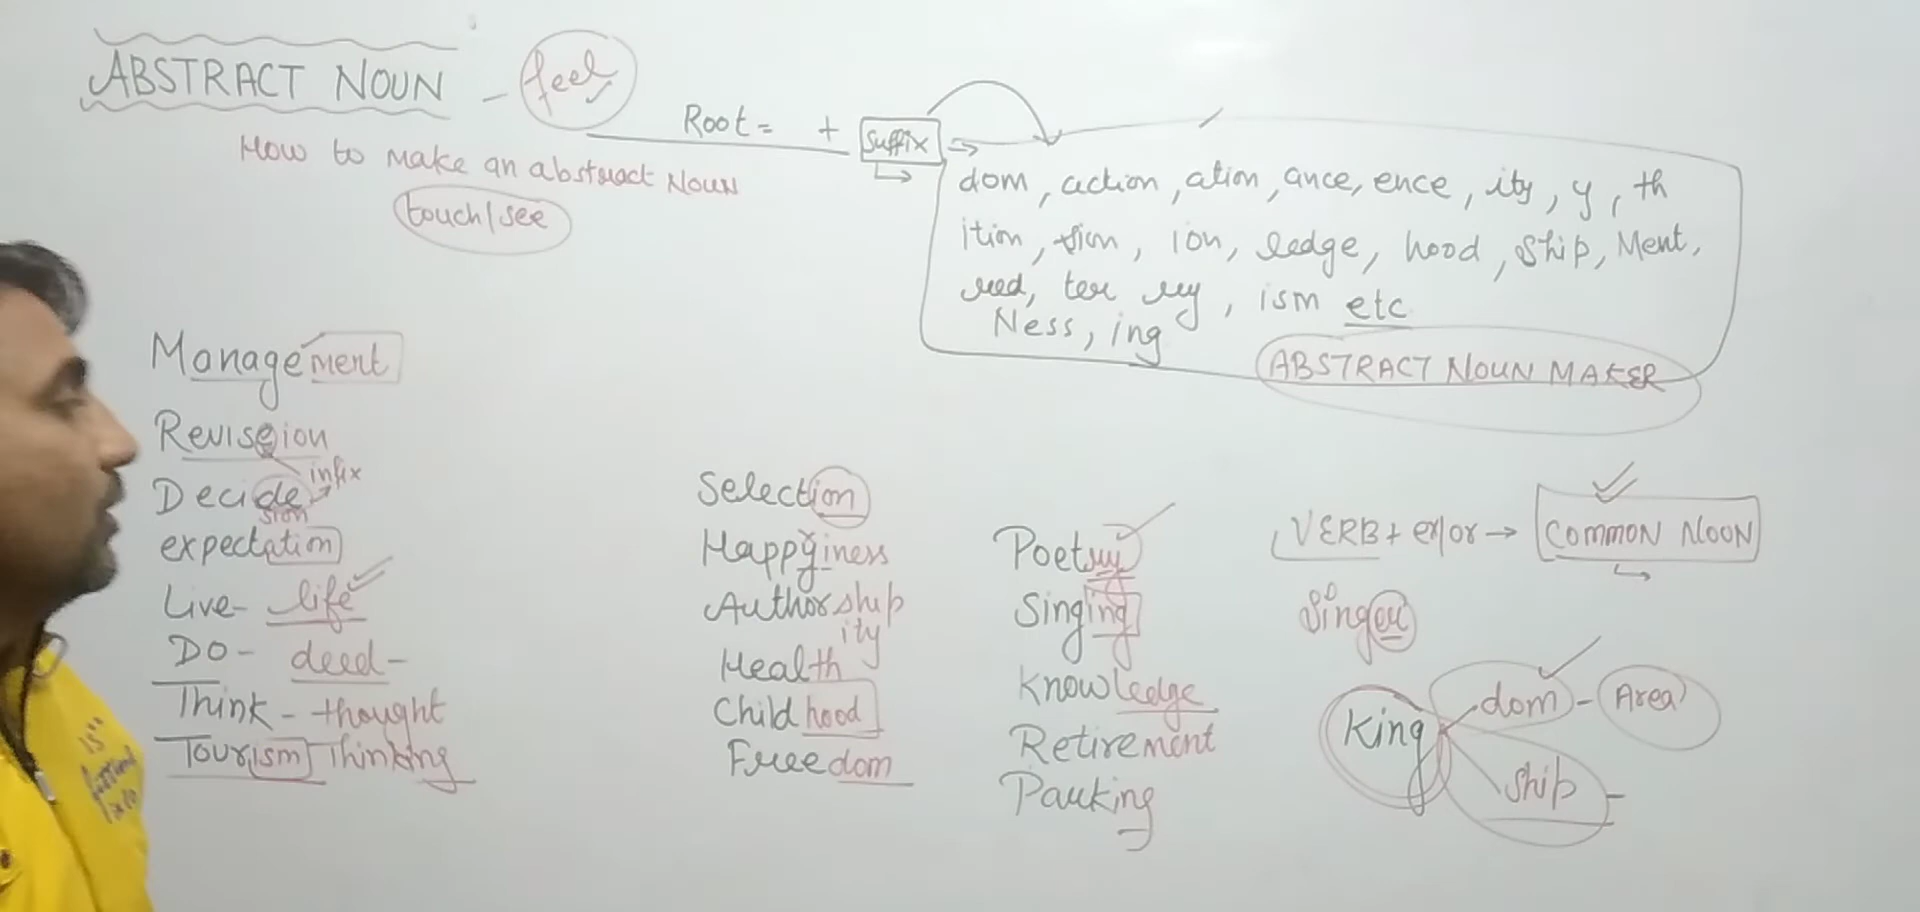 ABSTRACT NOUN - feel
How to make an abstract Noun
touch/see
Root = + Suffix
dom, action, ation, ance, ence, ity, y, th
ition, sion, ion, ledge, hood, ship, Ment,
red, ter ry, ism etc
Ness, ing
ABSTRACT NOUN MAKER
Management
Reviseion
infix
Decide
sion
expectation
Live - life
DO - deed -
Think - thought
Tourism Thinking
Selection
Happyiness
Authorship
ity
Health
Childhood
Freedom
Poetry
Singing
Knowledge
Retirement
Parking
VERB + er/or → COMMON NOON
Singer
King
dom - Area
ship -